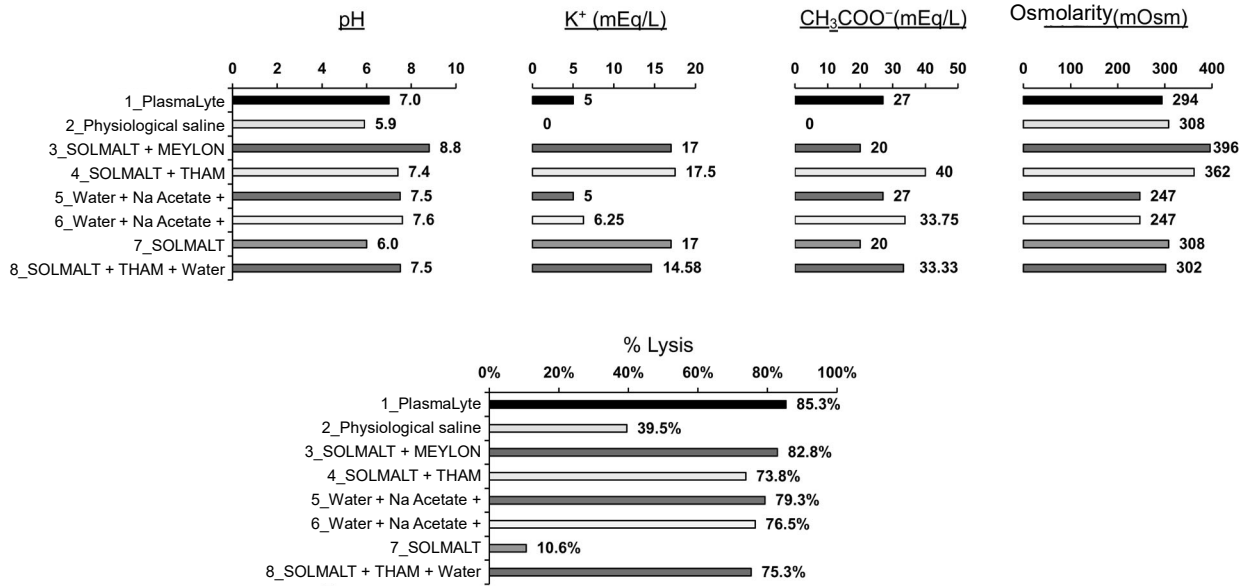 pH
K⁺ (mEq/L)
CH₃COO⁻(mEq/L)
Osmolarity(mOsm)
0 2 4 6 8 10
0 5 10 15 20
0 10 20 30 40 50
0 100 200 300 400
1_PlasmaLyte 7.0 5 27 294
2_Physiological saline 5.9 0 0 308
3_SOLMALT + MEYLON 8.8 17 20 396
4_SOLMALT + THAM 7.4 17.5 40 362
5_Water + Na Acetate + 7.5 5 27 247
6_Water + Na Acetate + 7.6 6.25 33.75 247
7_SOLMALT 6.0 17 20 308
8_SOLMALT + THAM + Water 7.5 14.58 33.33 302
% Lysis
0% 20% 40% 60% 80% 100%
1_PlasmaLyte 85.3%
2_Physiological saline 39.5%
3_SOLMALT + MEYLON 82.8%
4_SOLMALT + THAM 73.8%
5_Water + Na Acetate + 79.3%
6_Water + Na Acetate + 76.5%
7_SOLMALT 10.6%
8_SOLMALT + THAM + Water 75.3%